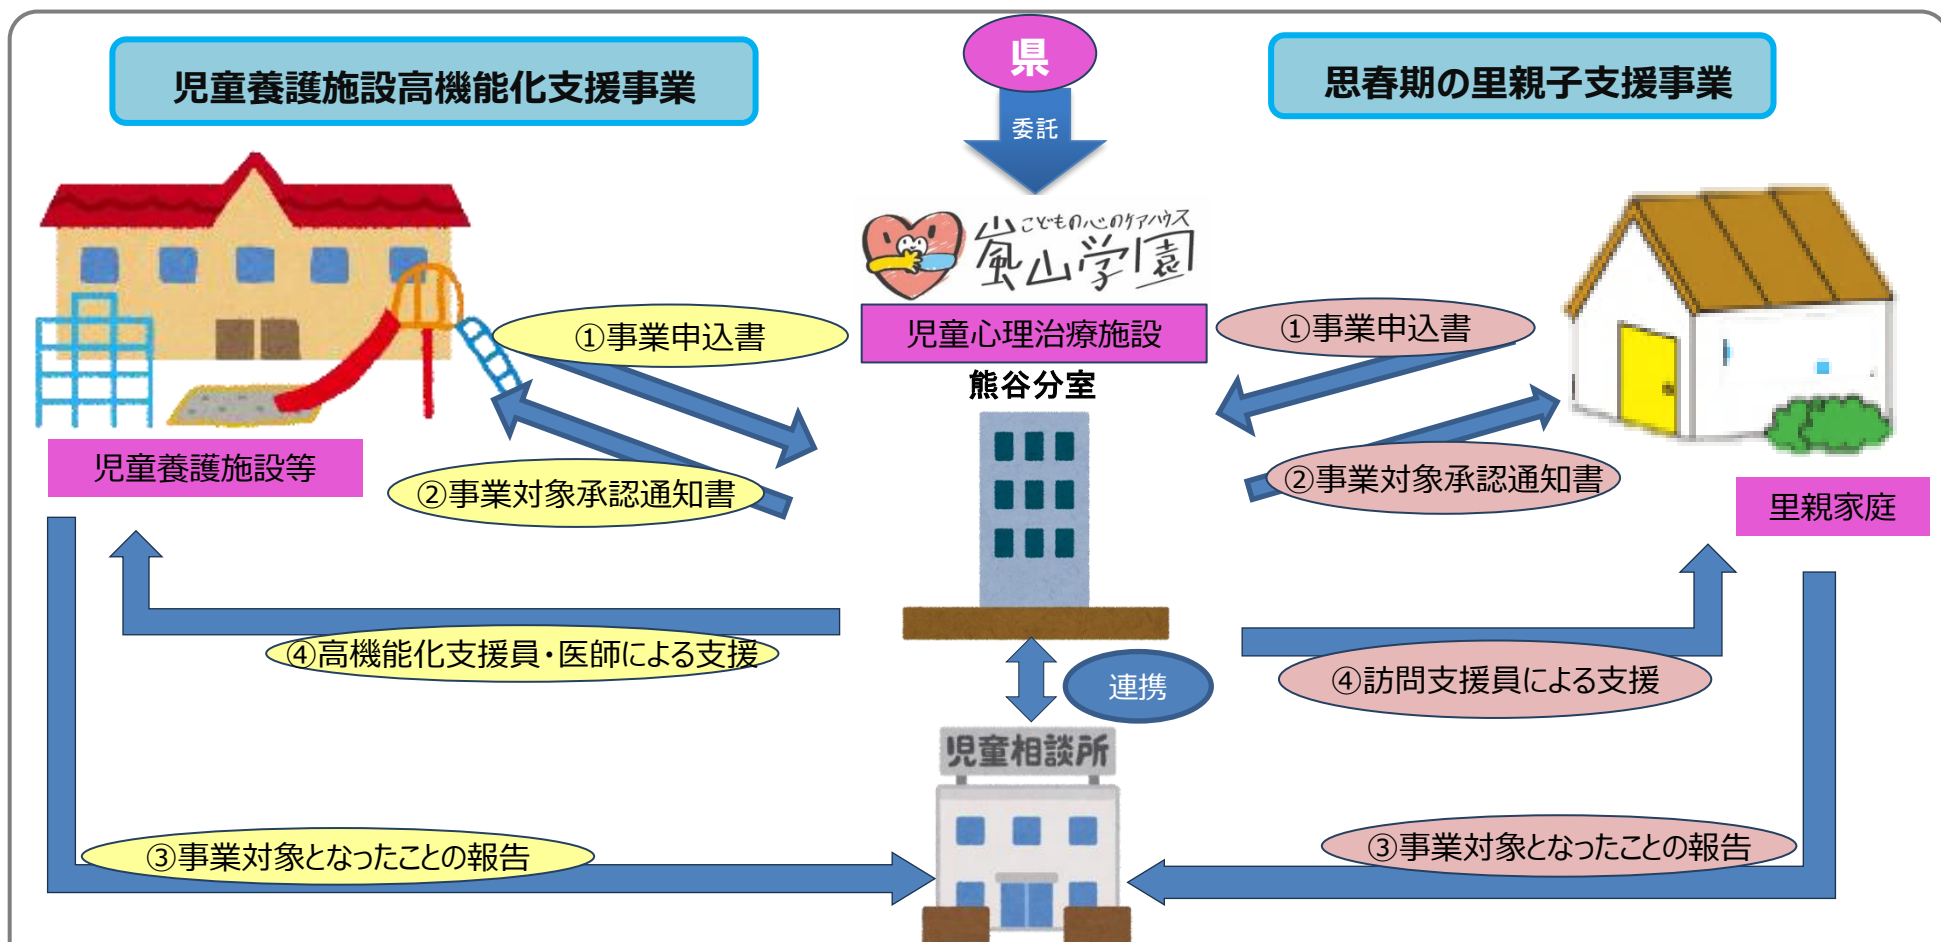 県
児童養護施設高機能化支援事業
思春期の里親子支援事業
委託
こどもの心のケアハウス
嵐山学園
①事業申込書
児童心理治療施設
①事業申込書
熊谷分室
児童養護施設等
②事業対象承認通知書
②事業対象承認通知書
里親家庭
④高機能化支援員・医師による支援
④訪問支援員による支援
連携
児童相談所
③事業対象となったことの報告
③事業対象となったことの報告